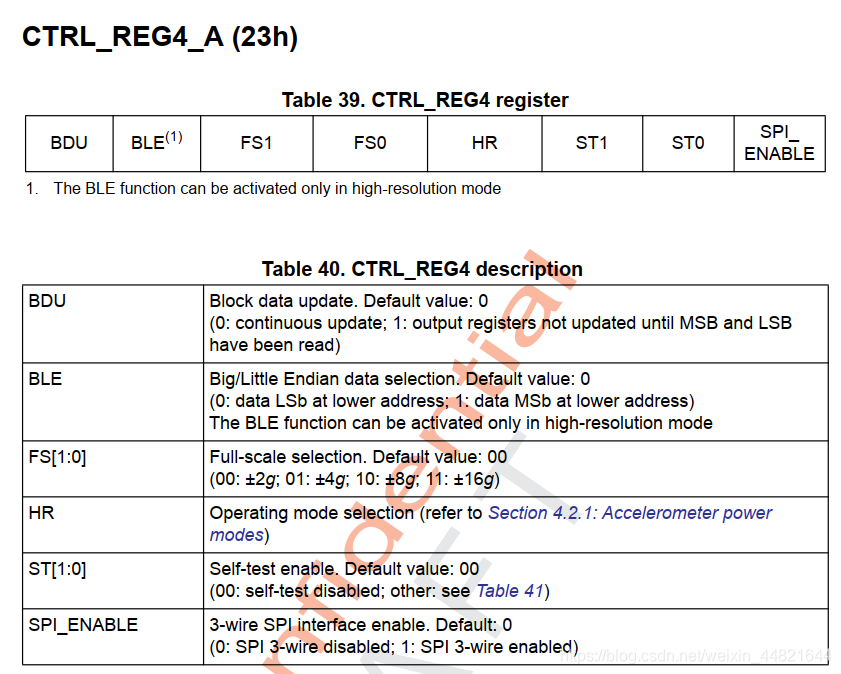 CTRL_REG4_A (23h)
Table 39. CTRL_REG4 register
BDU BLE(1) FS1 FS0 HR ST1 ST0 SPI_
ENABLE
1. The BLE function can be activated only in high-resolution mode
Table 40. CTRL_REG4 description
BDU Block data update. Default value: 0
(0: continuous update; 1: output registers not updated until MSB and LSB
have been read)
BLE Big/Little Endian data selection. Default value: 0
(0: data LSb at lower address; 1: data MSb at lower address)
The BLE function can be activated only in high-resolution mode
FS[1:0] Full-scale selection. Default value: 00
(00: ±2g; 01: ±4g; 10: ±8g; 11: ±16g)
HR Operating mode selection (refer to Section 4.2.1: Accelerometer power
modes)
ST[1:0] Self-test enable. Default value: 00
(00: self-test disabled; other: see Table 41)
SPI_ENABLE 3-wire SPI interface enable. Default: 0
(0: SPI 3-wire disabled; 1: SPI 3-wire enabled)
nfidential
AFT
https://blog.csdn.net/weixin_44821644